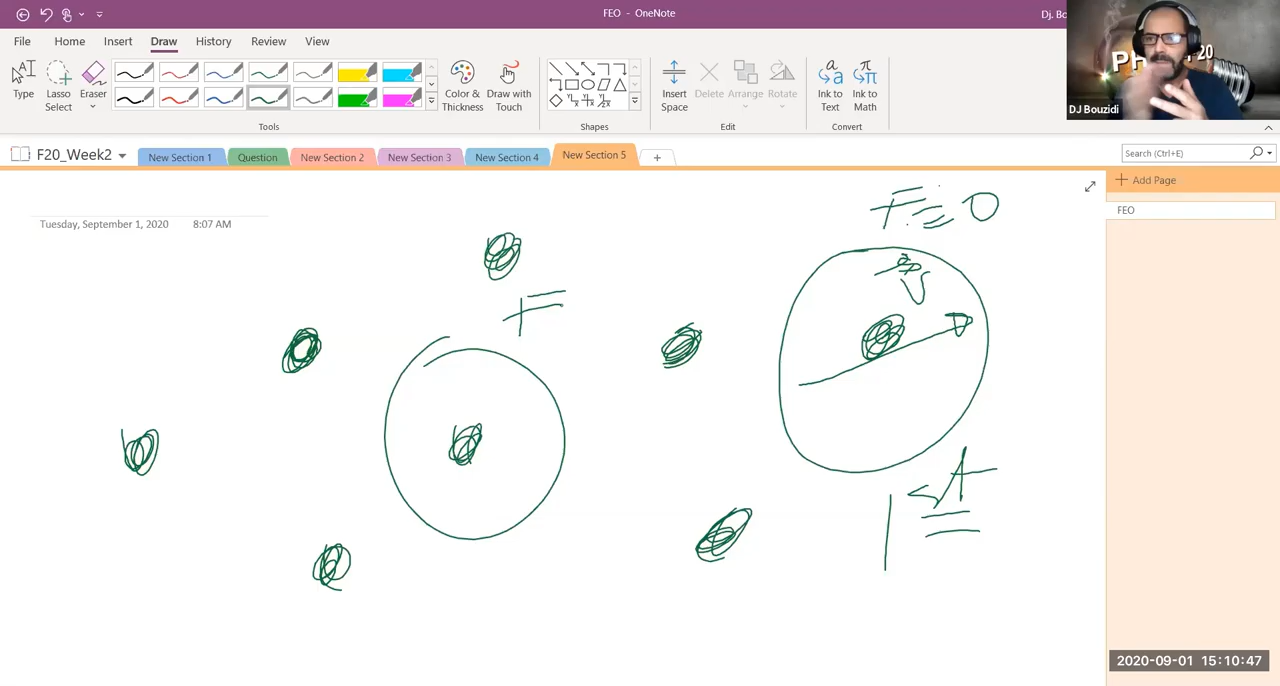 FEO - OneNote
Dj. Bo
File Home Insert Draw History Review View
Type
Lasso Select
Eraser
Color & Thickness
Draw with Touch
Insert Space
Delete
Arrange
Rotate
Ink to Text
Ink to Math
Tools
Shapes
Edit
Convert
DJ Bouzidi
F20_Week2
New Section 1
Question
New Section 2
New Section 3
New Section 4
New Section 5
Search (Ctrl+E)
Add Page
FEO
Tuesday, September 1, 2020 8:07 AM
F ≡ 0
V
F
1st
2020-09-01 15:10:47